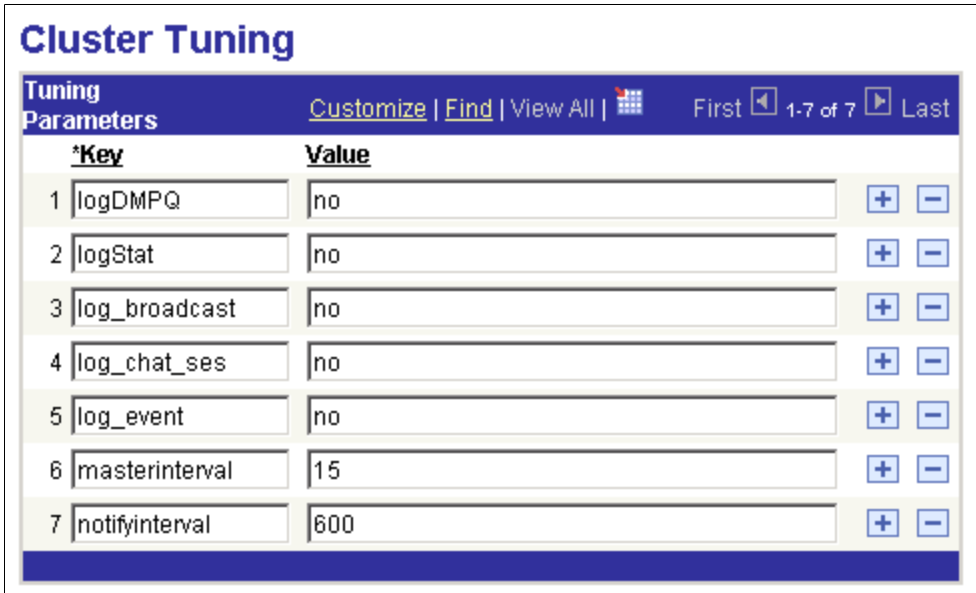 Cluster Tuning
Tuning Parameters
Customize | Find | View All | First 1-7 of 7 Last
*Key Value
1 logDMPQ no
2 logStat no
3 log_broadcast no
4 log_chat_ses no
5 log_event no
6 masterinterval 15
7 notifyinterval 600